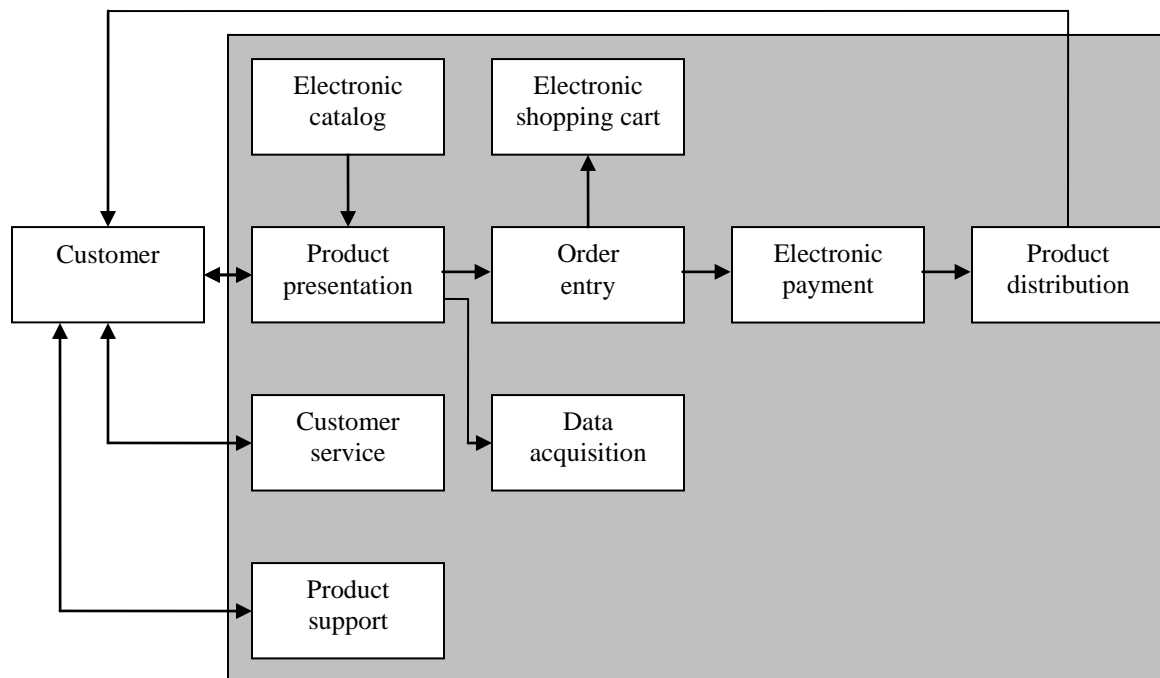 Electronic
catalog
Electronic
shopping cart
Customer
Product
presentation
Order
entry
Electronic
payment
Product
distribution
Customer
service
Data
acquisition
Product
support